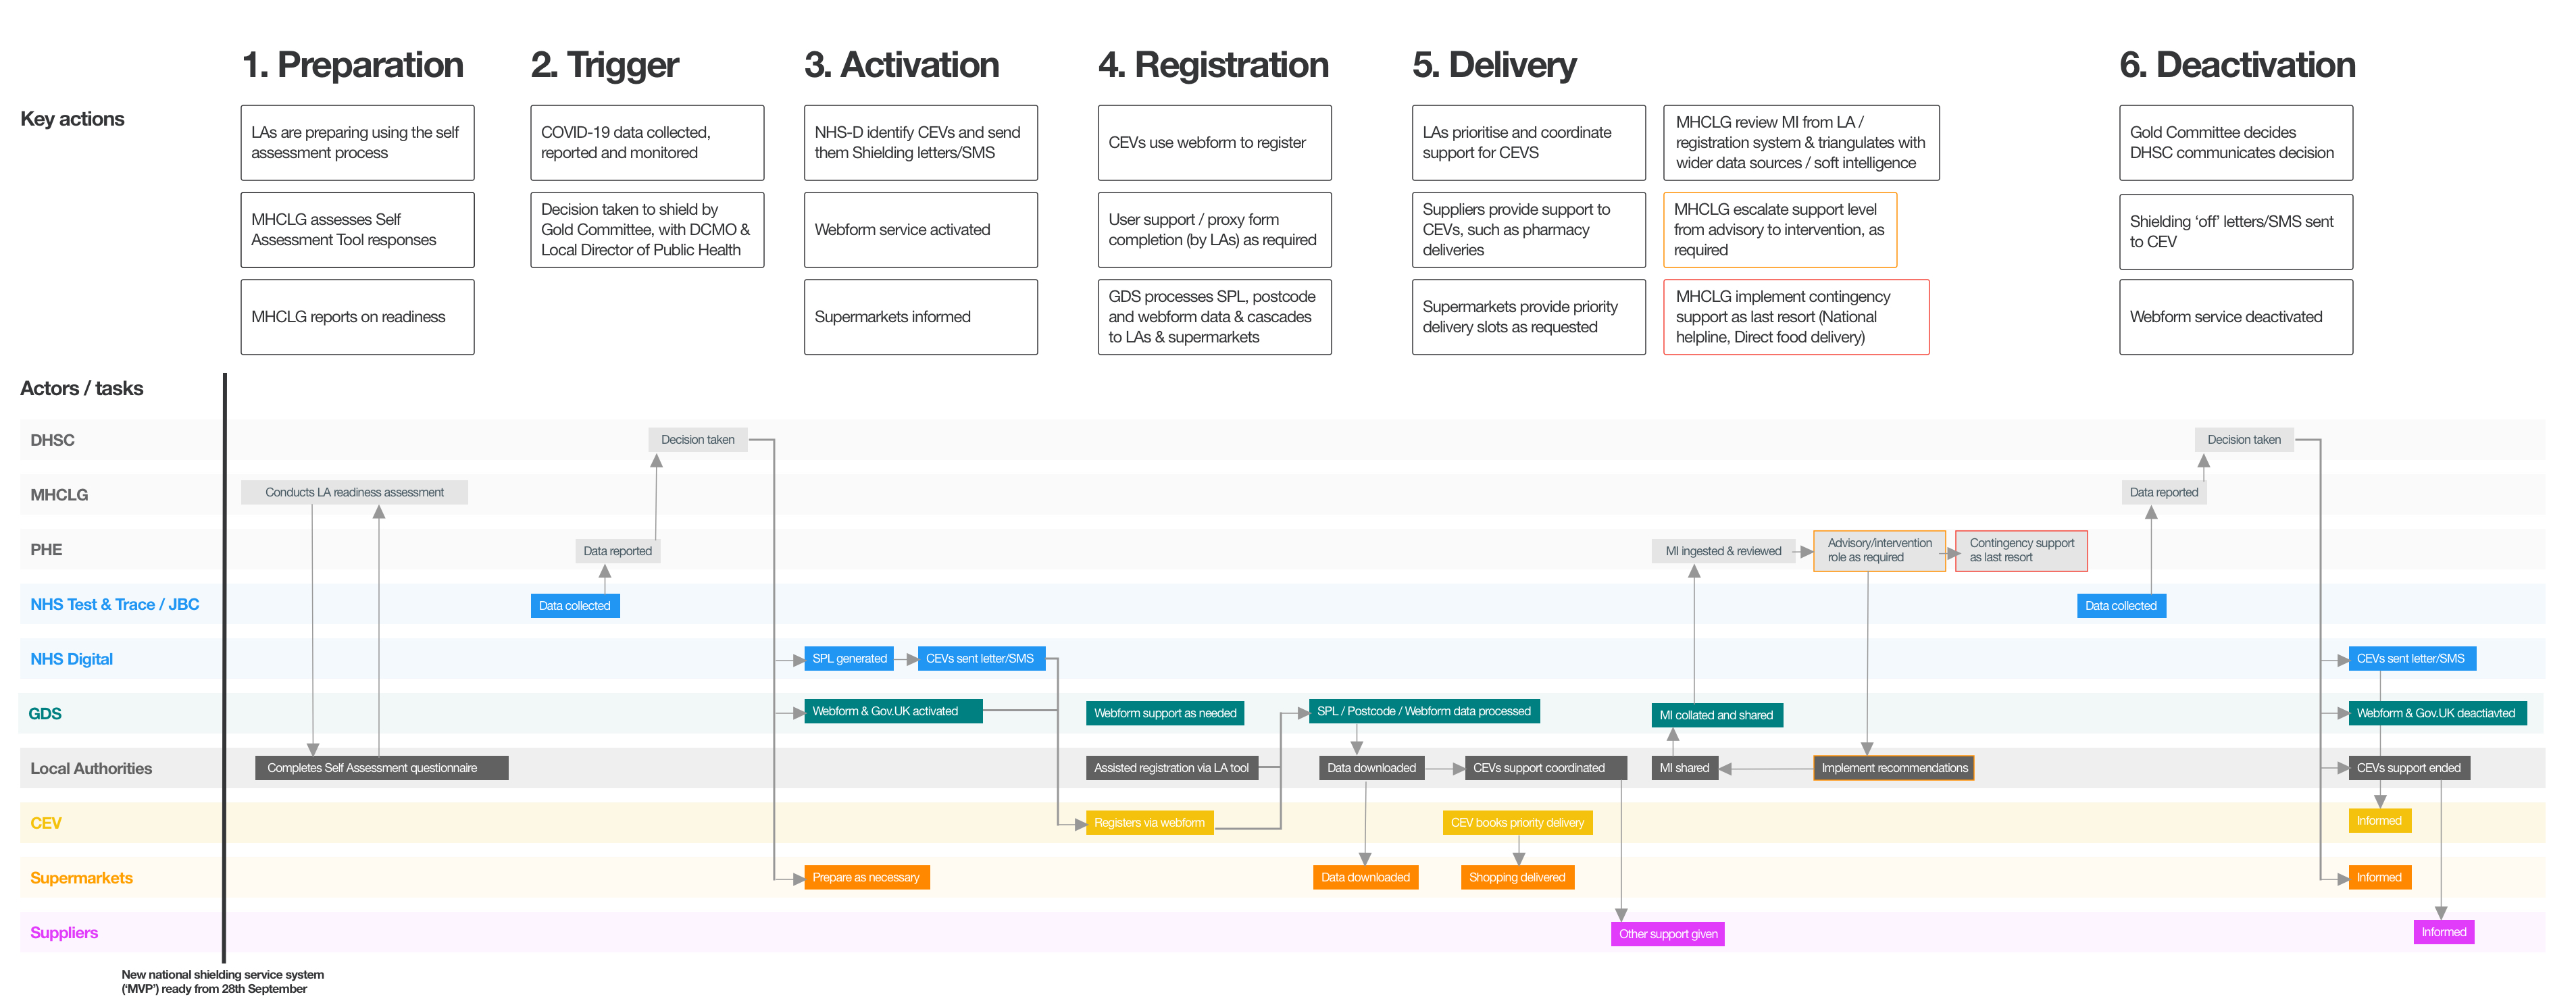 1. Preparation
2. Trigger
3. Activation
4. Registration
5. Delivery
6. Deactivation
Key actions
LAs are preparing using the self
assessment process
MHCLG assesses Self
Assessment Tool responses
MHCLG reports on readiness
COVID-19 data collected,
reported and monitored
Decision taken to shield by
Gold Committee, with DCMO &
Local Director of Public Health
NHS-D identify CEVs and send
them Shielding letters/SMS
Webform service activated
Supermarkets informed
CEVs use webform to register
User support / proxy form
completion (by LAs) as required
GDS processes SPL, postcode
and webform data & cascades
to LAs & supermarkets
LAs prioritise and coordinate
support for CEVS
Suppliers provide support to
CEVs, such as pharmacy
deliveries
Supermarkets provide priority
delivery slots as requested
MHCLG review MI from LA /
registration system & triangulates with
wider data sources / soft intelligence
MHCLG escalate support level
from advisory to intervention, as
required
MHCLG implement contingency
support as last resort (National
helpline, Direct food delivery)
Gold Committee decides
DHSC communicates decision
Shielding ‘off’ letters/SMS sent
to CEV
Webform service deactivated
Actors / tasks
DHSC
Decision taken
Decision taken
MHCLG
Conducts LA readiness assessment
Data reported
PHE
Data reported
MI ingested & reviewed
Advisory/intervention
role as required
Contingency support
as last resort
NHS Test & Trace / JBC
Data collected
Data collected
NHS Digital
SPL generated
CEVs sent letter/SMS
CEVs sent letter/SMS
GDS
Webform & Gov.UK activated
Webform support as needed
SPL / Postcode / Webform data processed
MI collated and shared
Webform & Gov.UK deactiavted
Local Authorities
Completes Self Assessment questionnaire
Assisted registration via LA tool
Data downloaded
CEVs support coordinated
MI shared
Implement recommendations
CEVs support ended
CEV
Registers via webform
CEV books priority delivery
Informed
Supermarkets
Prepare as necessary
Data downloaded
Shopping delivered
Informed
Suppliers
Other support given
Informed
New national shielding service system
(‘MVP’) ready from 28th September